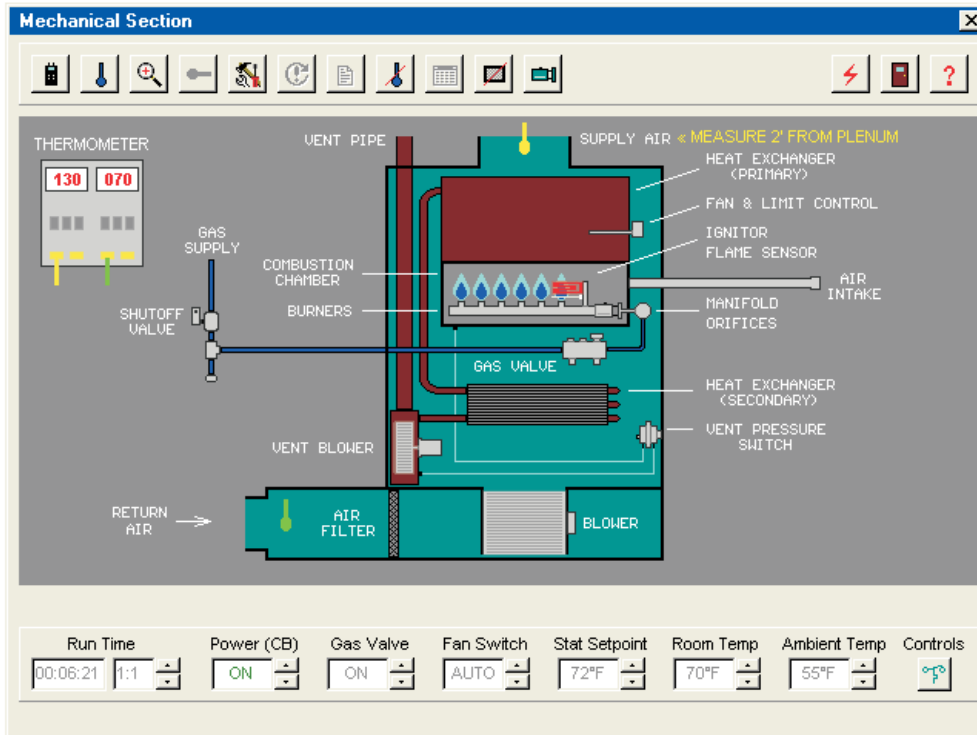 Mechanical Section
?
THERMOMETER
130 070
VENT PIPE
SUPPLY AIR « MEASURE 2' FROM PLENUM
HEAT EXCHANGER
(PRIMARY)
FAN & LIMIT CONTROL
IGNITOR
FLAME SENSOR
GAS
SUPPLY
COMBUSTION
CHAMBER
BURNERS
AIR
INTAKE
MANIFOLD
ORIFICES
SHUTOFF
VALVE
GAS VALVE
HEAT EXCHANGER
(SECONDARY)
VENT BLOWER
VENT PRESSURE
SWITCH
RETURN
AIR
AIR
FILTER
BLOWER
Run Time
Power (CB)
Gas Valve
Fan Switch
Stat Setpoint
Room Temp
Ambient Temp
Controls
00:06:21
1:1
ON
ON
AUTO
72°F
70°F
55°F